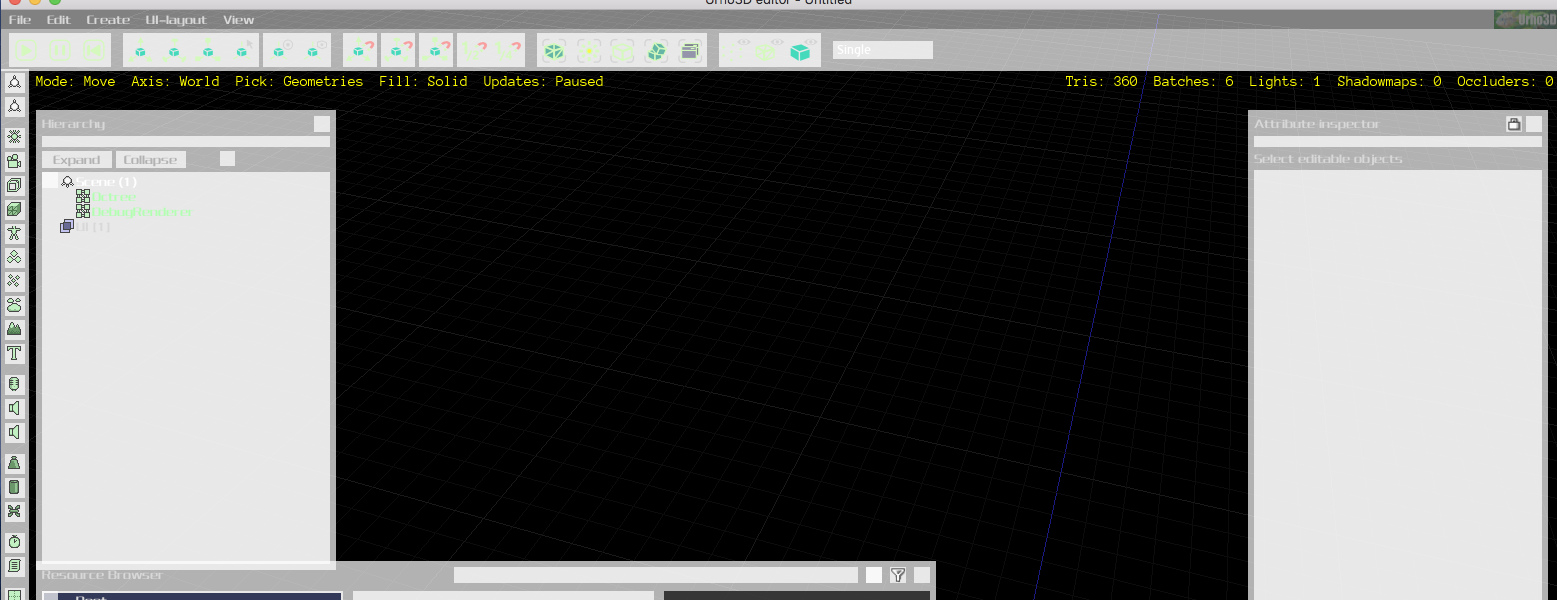 Urho3D editor - Untitled
File Edit Create UI-layout View
Urho3D
Single
Mode: Move Axis: World Pick: Geometries Fill: Solid Updates: Paused
Tris: 360 Batches: 6 Lights: 1 Shadowmaps: 0 Occluders: 0
Hierarchy
Expand Collapse
Scene (1)
Octree
DebugRenderer
UI (1)
Attribute inspector
Select editable objects
Resource Browser
Root